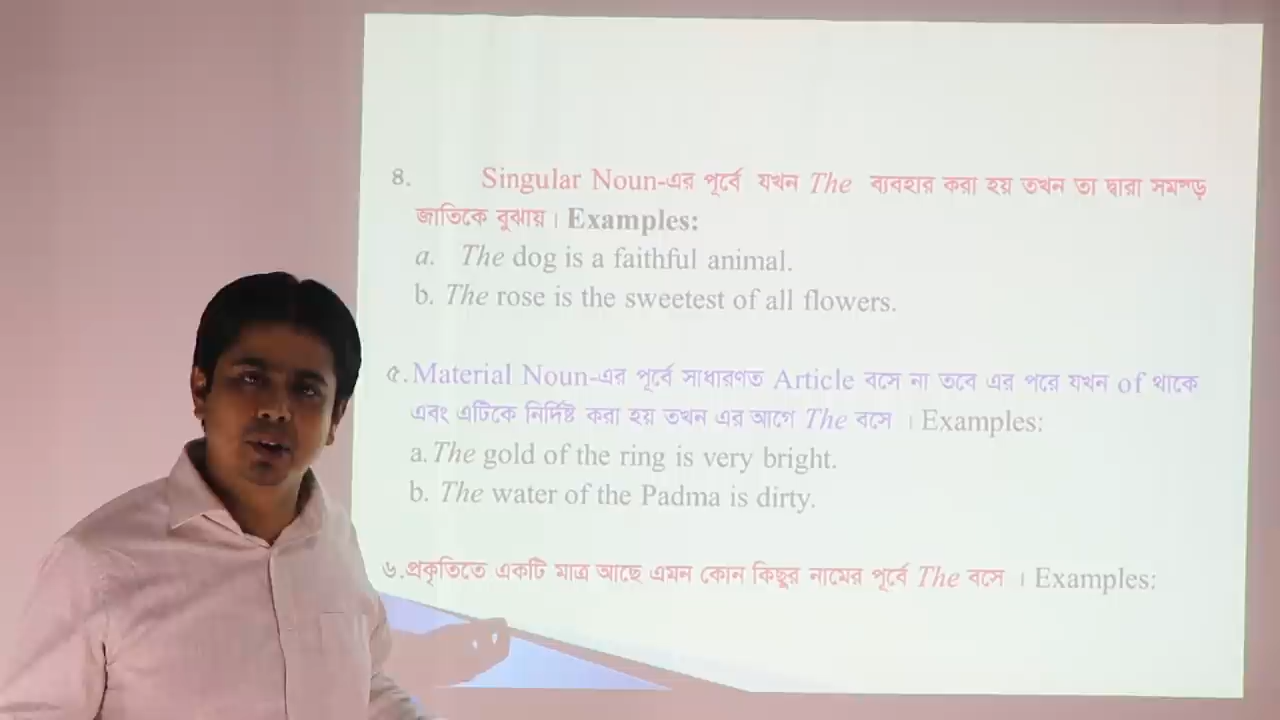 ৪. Singular Noun-এর পূর্বে যখন The ব্যবহার করা হয় তখন তা দ্বারা সমগ্ড়
জাতিকে বুঝায়। Examples:
a. The dog is a faithful animal.
b. The rose is the sweetest of all flowers.
৫. Material Noun-এর পূর্বে সাধারণত Article বসে না তবে এর পরে যখন of থাকে
এবং এটিকে নির্দিষ্ট করা হয় তখন এর আগে The বসে । Examples:
a. The gold of the ring is very bright.
b. The water of the Padma is dirty.
৬.প্রকৃতিতে একটি মাত্র আছে এমন কোন কিছুর নামের পূর্বে The বসে । Examples: